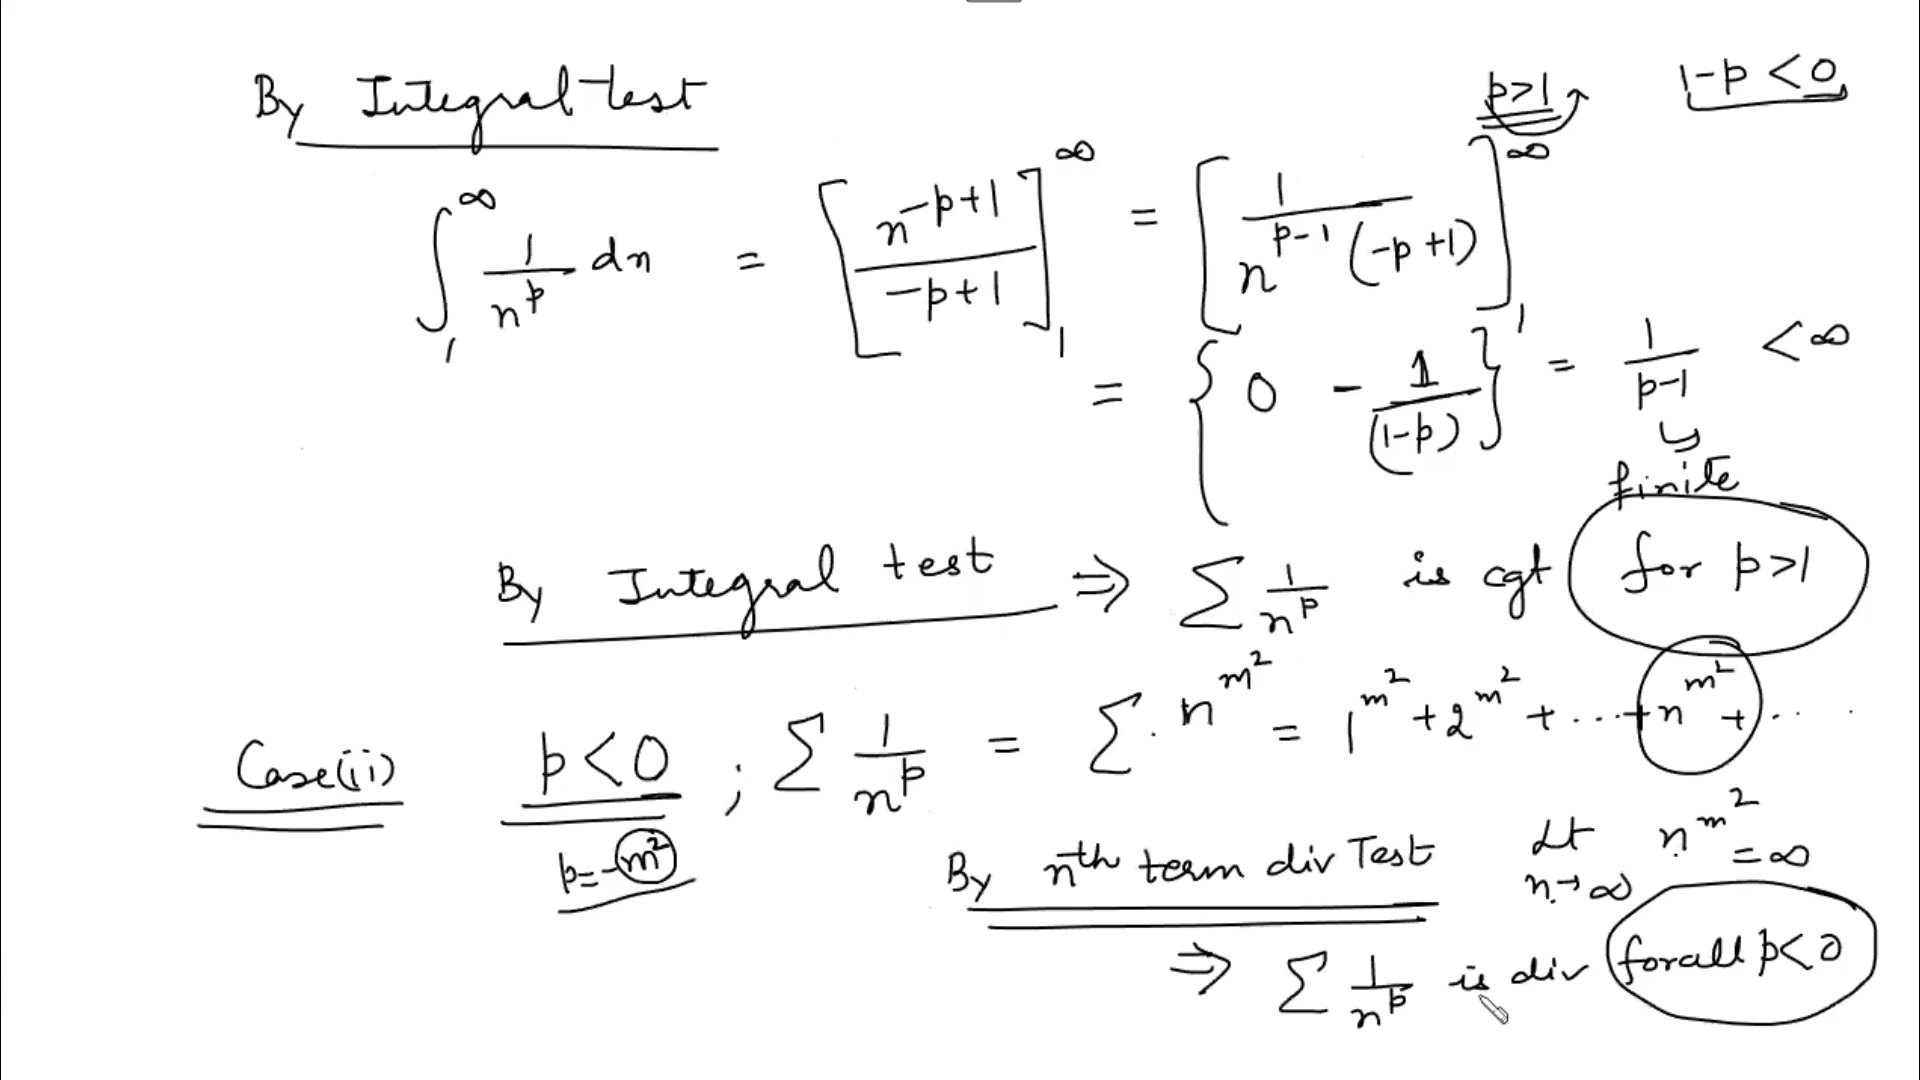 By Integral test
p>1 1-p < 0
∫₁^∞ 1/n^p dn = [n^(-p+1)/(-p+1)]₁^∞ = [1/(n^(p-1) (-p+1))]₁^∞
= {0 - 1/(1-p)} = 1/(p-1) < ∞
finite
By Integral test ⇒ ∑ 1/n^p is cgt for p>1
Case(ii) p<0 ; ∑ 1/n^p = ∑ n^(m²) = 1^(m²) + 2^(m²) + ... + n^(m²) + ....
p=-m²
By nth term div Test Lt n→∞ n^(m²) = ∞
⇒ ∑ 1/n^p is div for all p<0